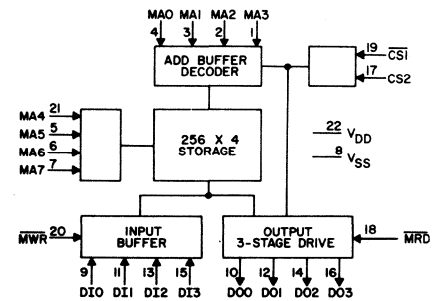 MA0 MA1 MA2 MA3
4 3 2 1
ADD BUFFER
DECODER
19 CS1
17 CS2
MA4 21
MA5 5
MA6 6
MA7 7
256 X 4
STORAGE
22 VDD
8 VSS
MWR 20
INPUT
BUFFER
OUTPUT
3-STAGE DRIVE
18 MRD
9 11 13 15
10 12 14 16
DI0 DI1 DI2 DI3
DO0 DO1 DO2 DO3